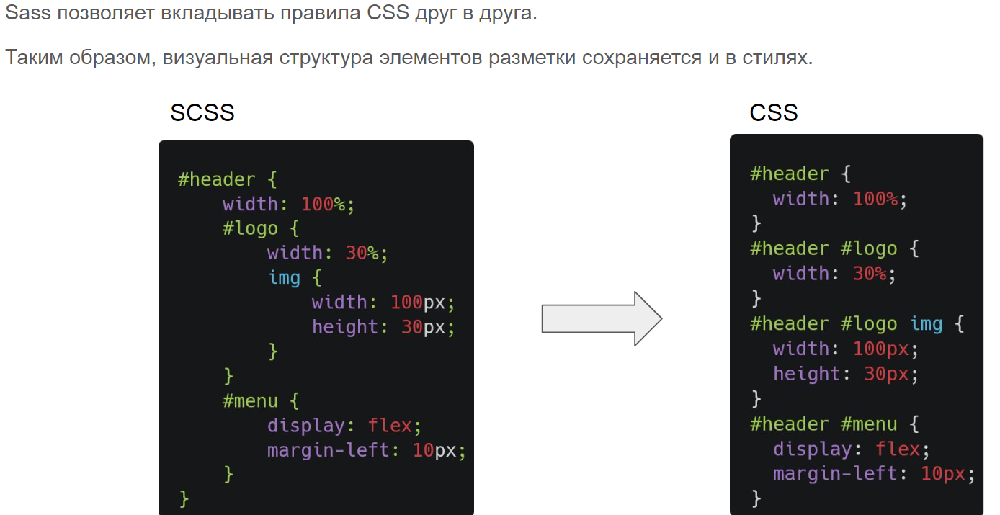 Sass позволяет вкладывать правила CSS друг в друга.
Таким образом, визуальная структура элементов разметки сохраняется и в стилях.
SCSS
#header {
    width: 100%;
    #logo {
        width: 30%;
        img {
            width: 100px;
            height: 30px;
        }
    }
    #menu {
        display: flex;
        margin-left: 10px;
    }
}
CSS
#header {
  width: 100%;
}
#header #logo {
  width: 30%;
}
#header #logo img {
  width: 100px;
  height: 30px;
}
#header #menu {
  display: flex;
  margin-left: 10px;
}